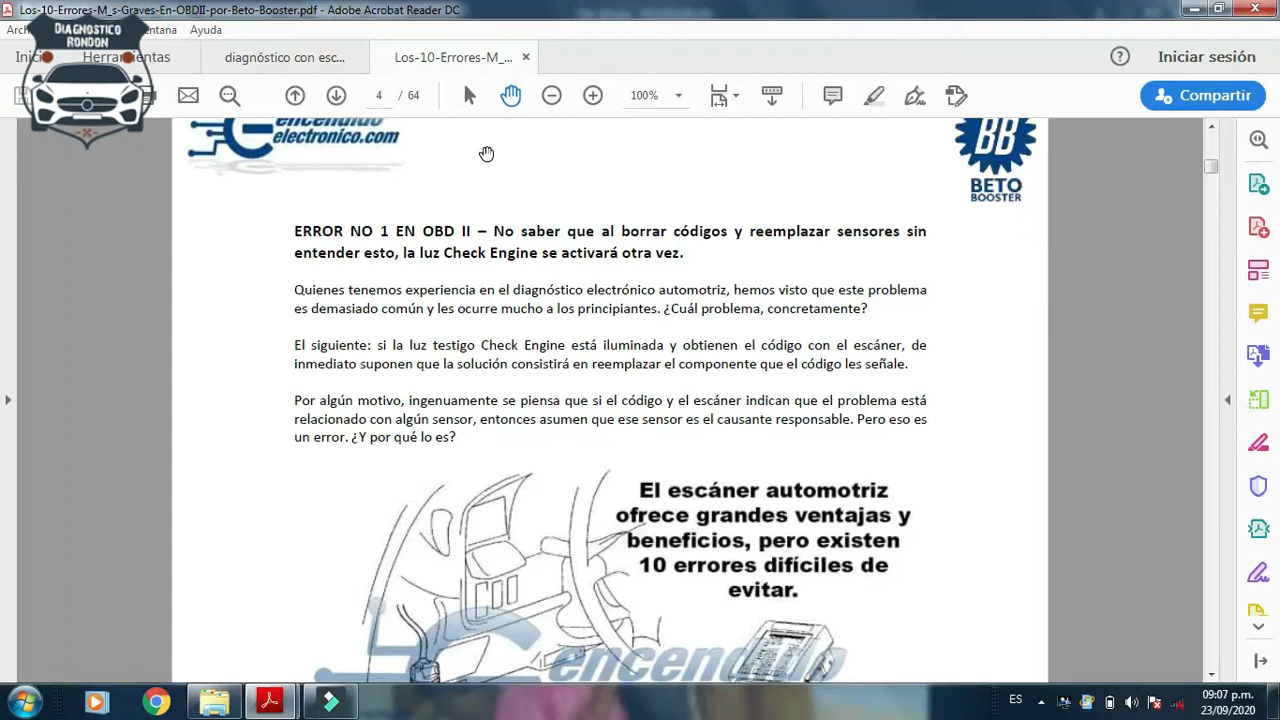 Los-10-Errores-M_s-Graves-En-OBDII-por-Beto-Booster.pdf - Adobe Acrobat Reader DC
Ayuda
DIAGNOSTICO
RONDON
Herramientas
diagnóstico con esc...
Los-10-Errores-M_...
Iniciar sesión
4 / 64
100%
Compartir
encendido
electronico.com
BB
BETO
BOOSTER
ERROR NO 1 EN OBD II – No saber que al borrar códigos y reemplazar sensores sin
entender esto, la luz Check Engine se activará otra vez.
Quienes tenemos experiencia en el diagnóstico electrónico automotriz, hemos visto que este problema
es demasiado común y les ocurre mucho a los principiantes. ¿Cuál problema, concretamente?
El siguiente: si la luz testigo Check Engine está iluminada y obtienen el código con el escáner, de
inmediato suponen que la solución consistirá en reemplazar el componente que el código les señale.
Por algún motivo, ingenuamente se piensa que si el código y el escáner indican que el problema está
relacionado con algún sensor, entonces asumen que ese sensor es el causante responsable. Pero eso es
un error. ¿Y por qué lo es?
El escáner automotriz
ofrece grandes ventajas y
beneficios, pero existen
10 errores difíciles de
evitar.
encendido
ES
09:07 p.m.
23/09/2020